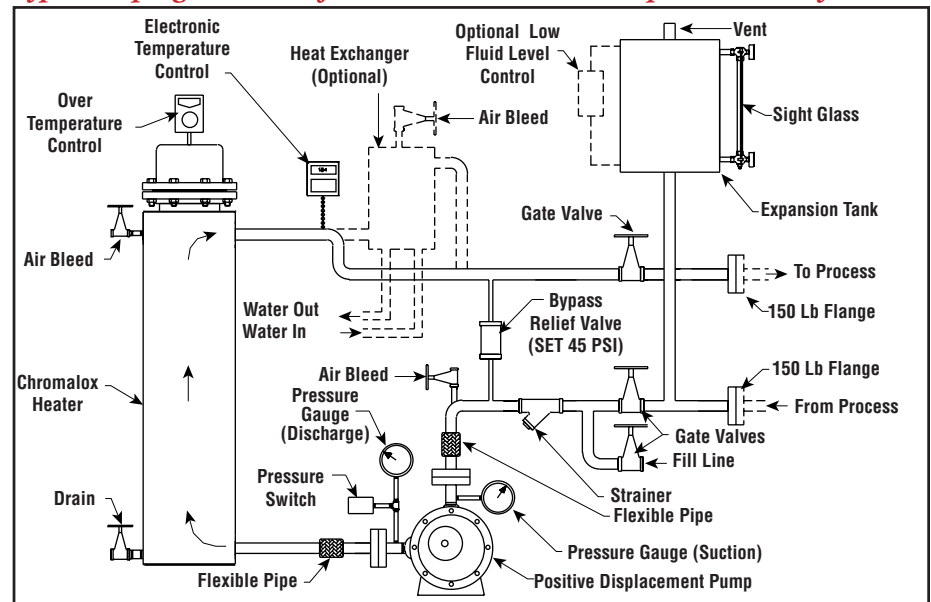 Electronic
Temperature
Control
Heat Exchanger
(Optional)
Optional Low
Fluid Level
Control
Vent
Over
Temperature
Control
Air Bleed
Sight Glass
Gate Valve
Expansion Tank
Air Bleed
To Process
Water Out
Water In
Bypass
Relief Valve
(SET 45 PSI)
150 Lb Flange
Chromalox
Heater
Air Bleed
Pressure
Gauge
(Discharge)
150 Lb Flange
From Process
Gate Valves
Fill Line
Pressure
Switch
Strainer
Drain
Flexible Pipe
Pressure Gauge (Suction)
Flexible Pipe
Positive Displacement Pump